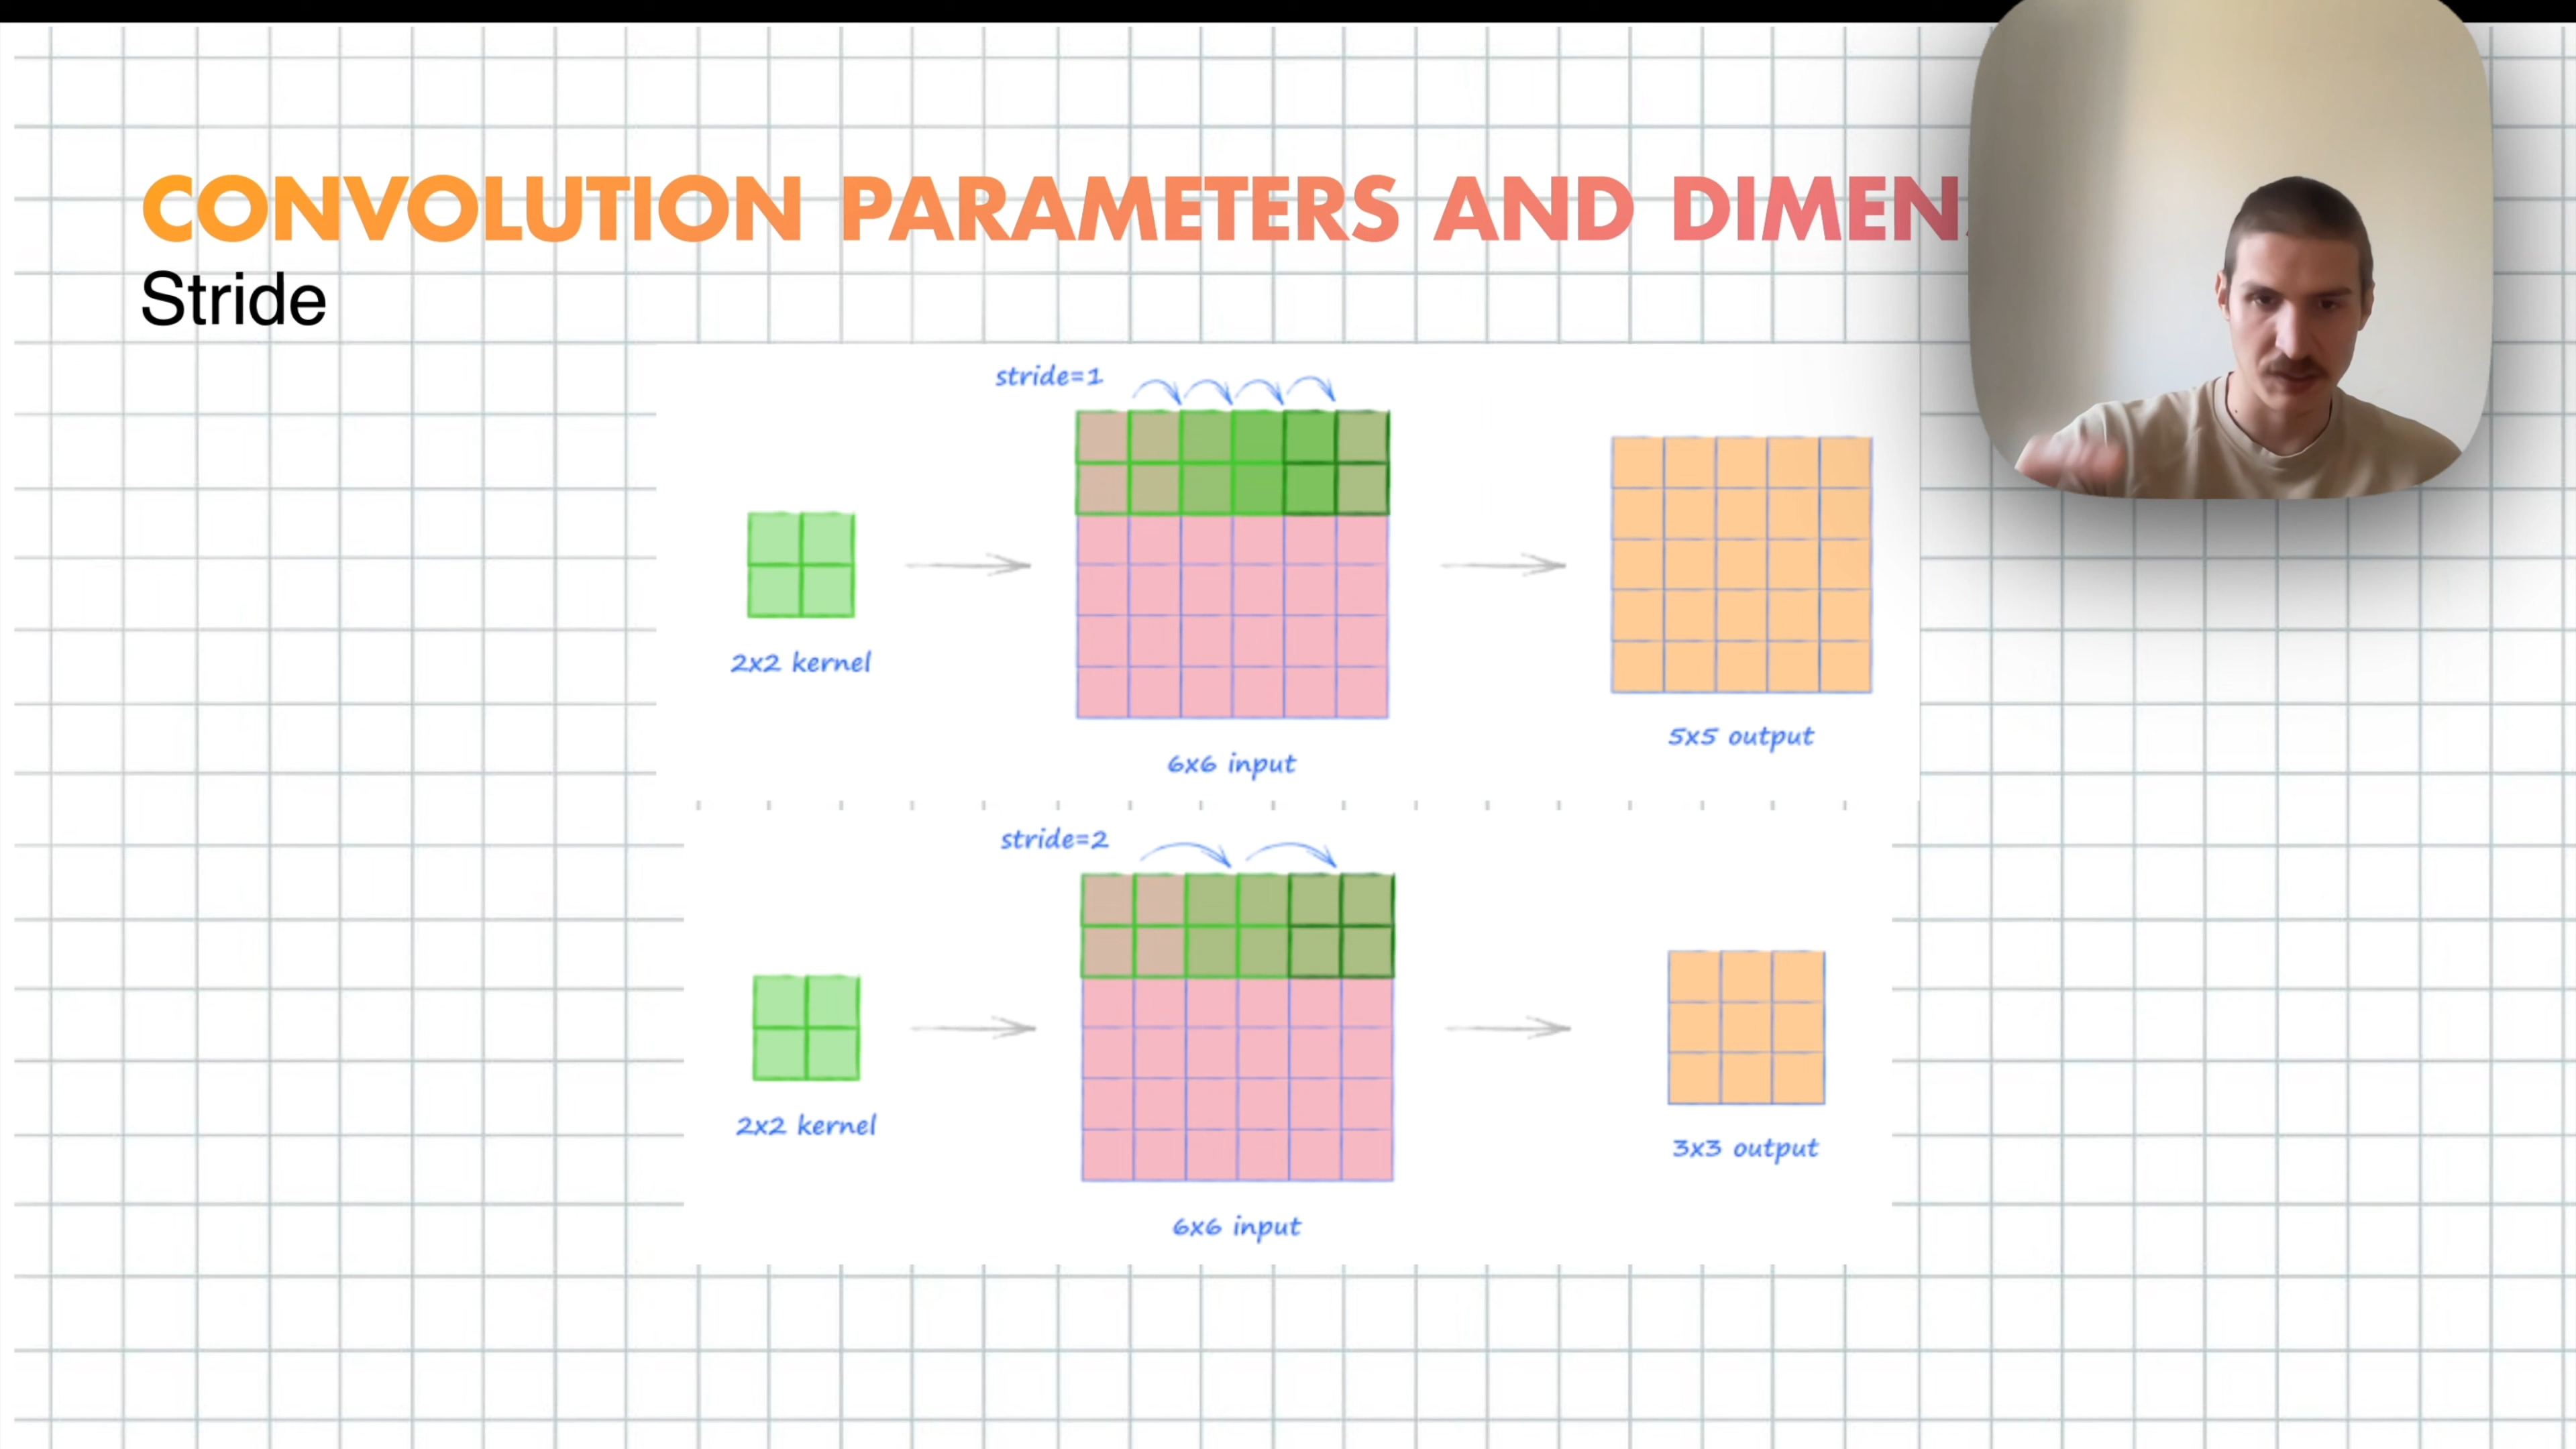 CONVOLUTION PARAMETERS AND DIMEN
Stride
stride=1
2x2 kernel
6x6 input
5x5 output
stride=2
2x2 kernel
6x6 input
3x3 output